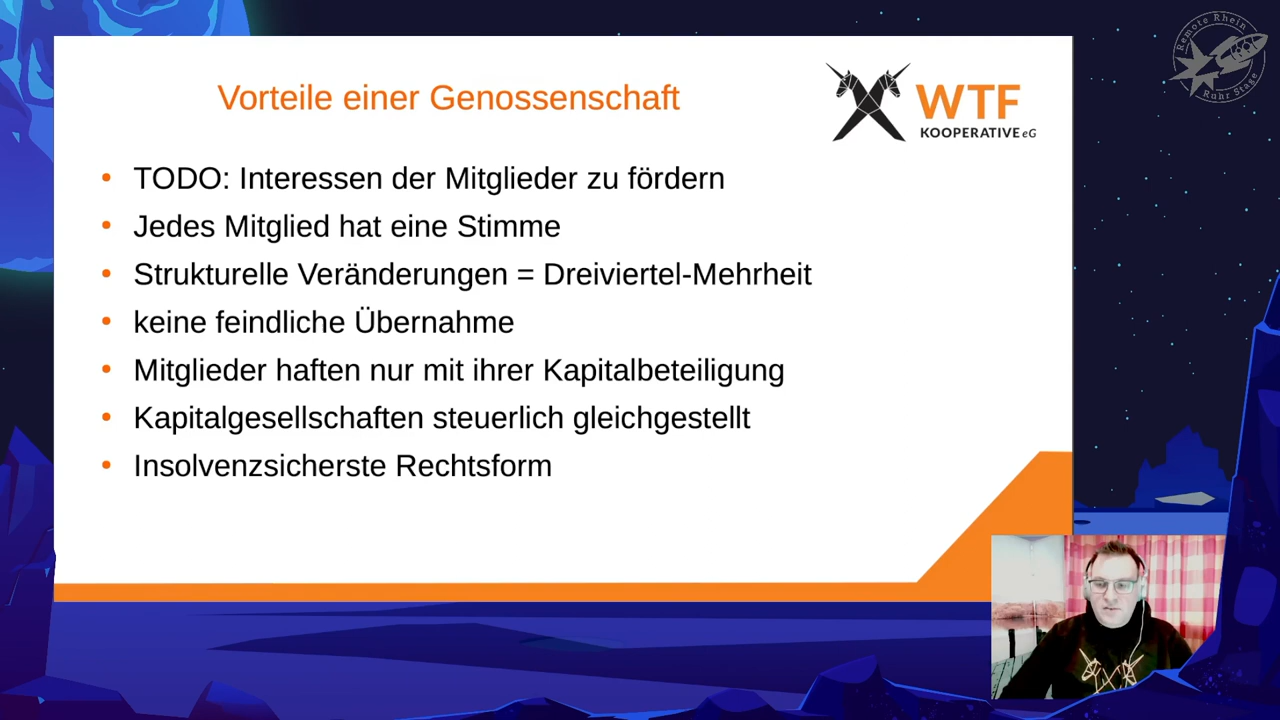 Remote Rhein
Ruhr Stage
Vorteile einer Genossenschaft
WTF
KOOPERATIVE eG
• TODO: Interessen der Mitglieder zu fördern
• Jedes Mitglied hat eine Stimme
• Strukturelle Veränderungen = Dreiviertel-Mehrheit
• keine feindliche Übernahme
• Mitglieder haften nur mit ihrer Kapitalbeteiligung
• Kapitalgesellschaften steuerlich gleichgestellt
• Insolvenzsicherste Rechtsform